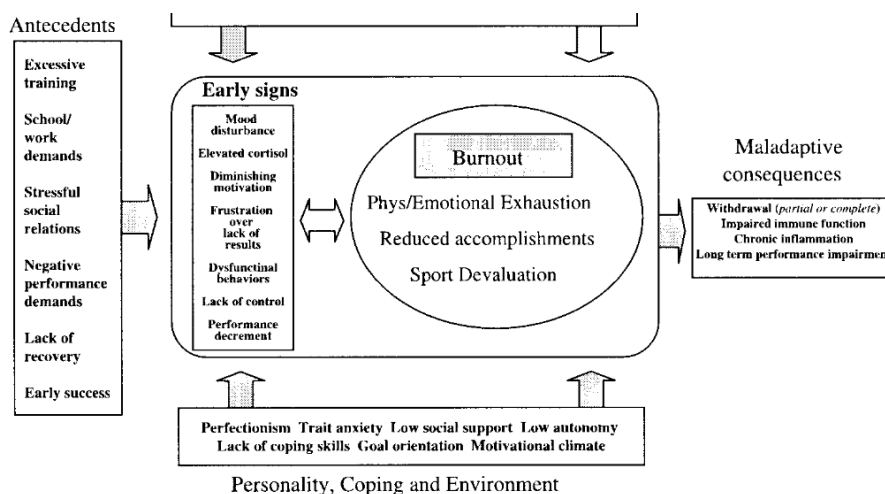 Antecedents
Excessive
training
School/
work
demands
Stressful
social
relations
Negative
performance
demands
Lack of
recovery
Early success
Early signs
Mood
disturbance
Elevated cortisol
Diminishing
motivation
Frustration
over
lack of
results
Dysfunctinal
behaviors
Lack of control
Performance
decrement
Burnout
Phys/Emotional Exhaustion
Reduced accomplishments
Sport Devaluation
Maladaptive
consequences
Withdrawal (partial or complete)
Impaired immune function
Chronic inflammation
Long term performance impairmen
Perfectionism Trait anxiety Low social support Low autonomy
Lack of coping skills Goal orientation Motivational climate
Personality, Coping and Environment